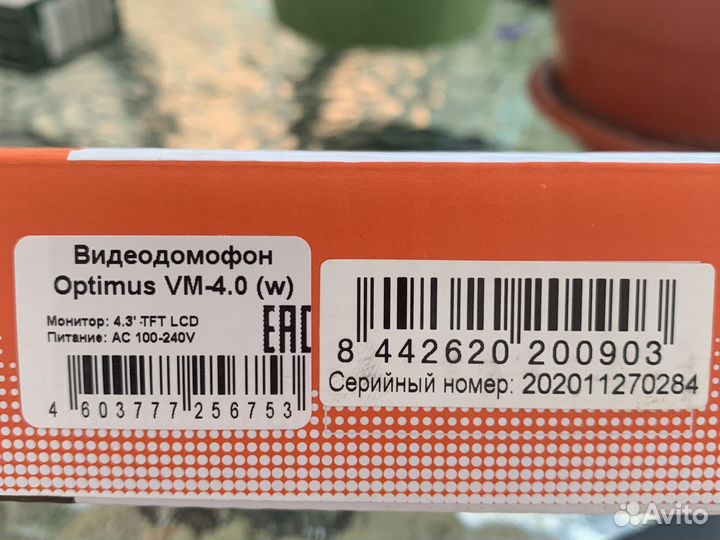 Видеодомофон
Optimus VM-4.0 (w)
Монитор: 4.3' TFT LCD
Питание: AC 100-240V
EAC
4 603777 256753
8 442620 200903
Серийный номер: 202011270284
Avito